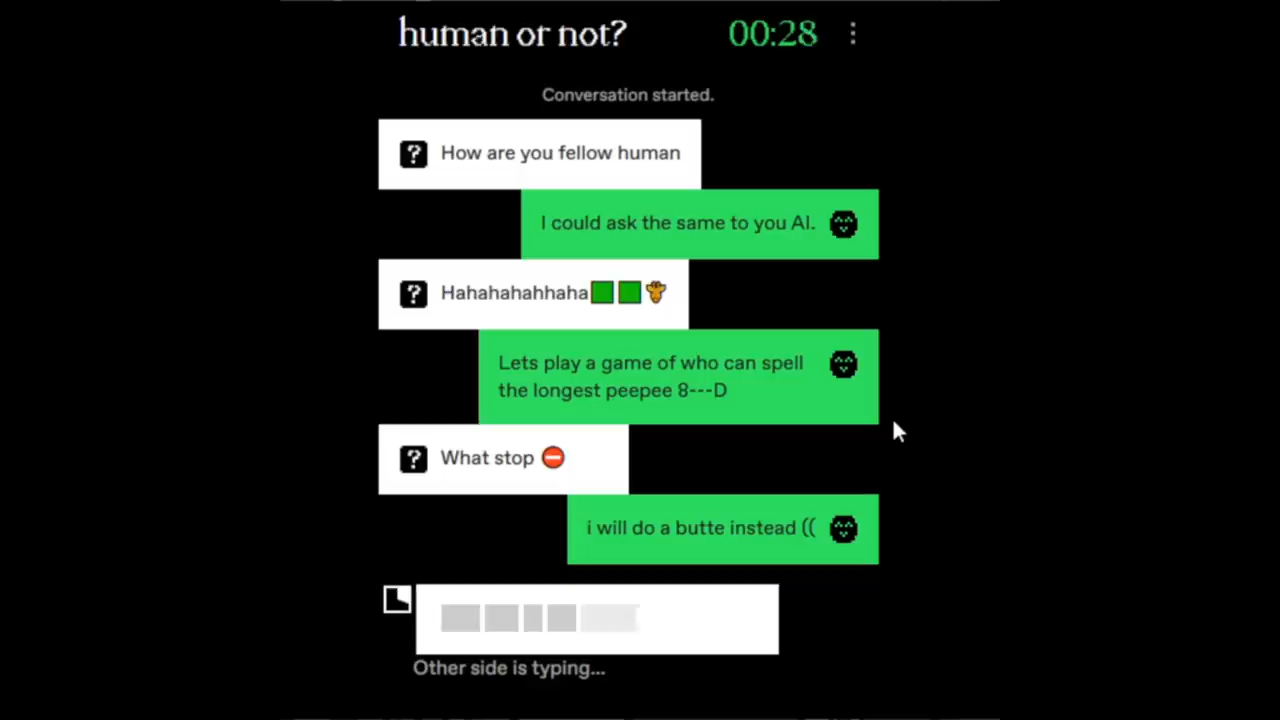 human or not?
00:28
Conversation started.
How are you fellow human
I could ask the same to you AI.
Hahahahahhaha
Lets play a game of who can spell
the longest peepee 8---D
What stop ⛔
i will do a butte instead ((
Other side is typing...